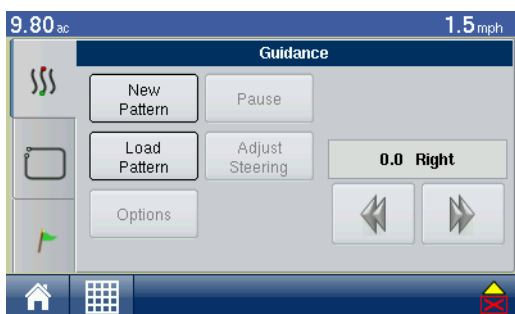 9.80 ac
1.5 mph
Guidance
New
Pattern
Pause
Load
Pattern
Adjust
Steering
0.0 Right
Options